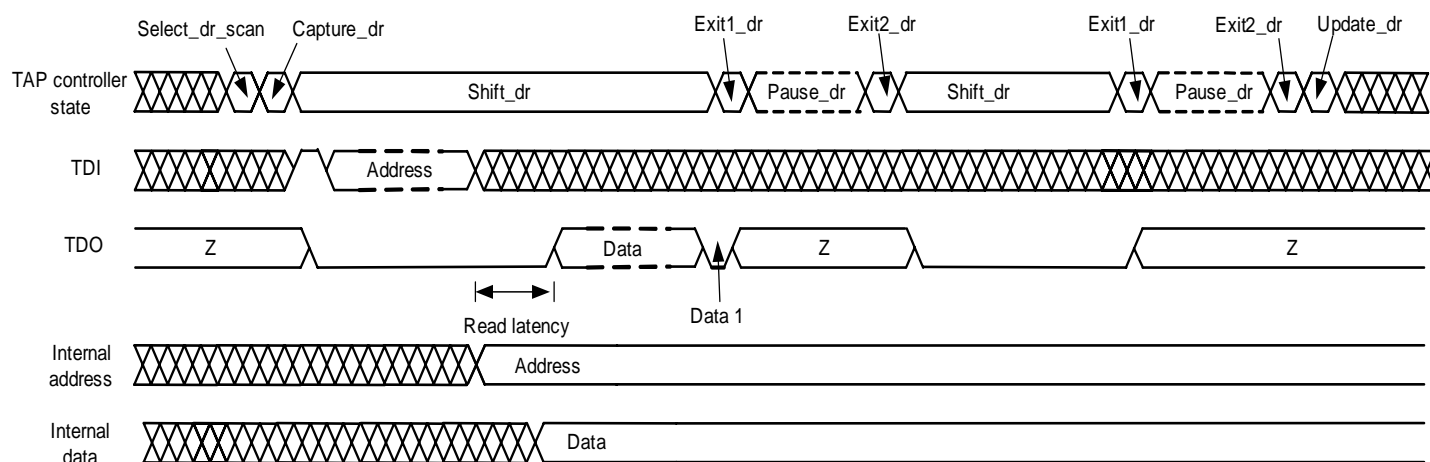 Select_dr_scan Capture_dr Exit1_dr Exit2_dr Exit1_dr Exit2_dr Update_dr
TAP controller
state
Shift_dr Pause_dr Shift_dr Pause_dr
TDI
Address
TDO
Z Data Z Z
Read latency
Data 1
Internal
address
Address
Internal
data
Data